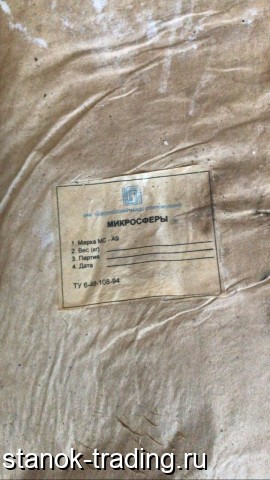 МИКРОСФЕРЫ
1. Марка МС - А9
2. Вес (кг)
3. Партия
4. Дата
ТУ 6-48-108-94
stanok-trading.ru